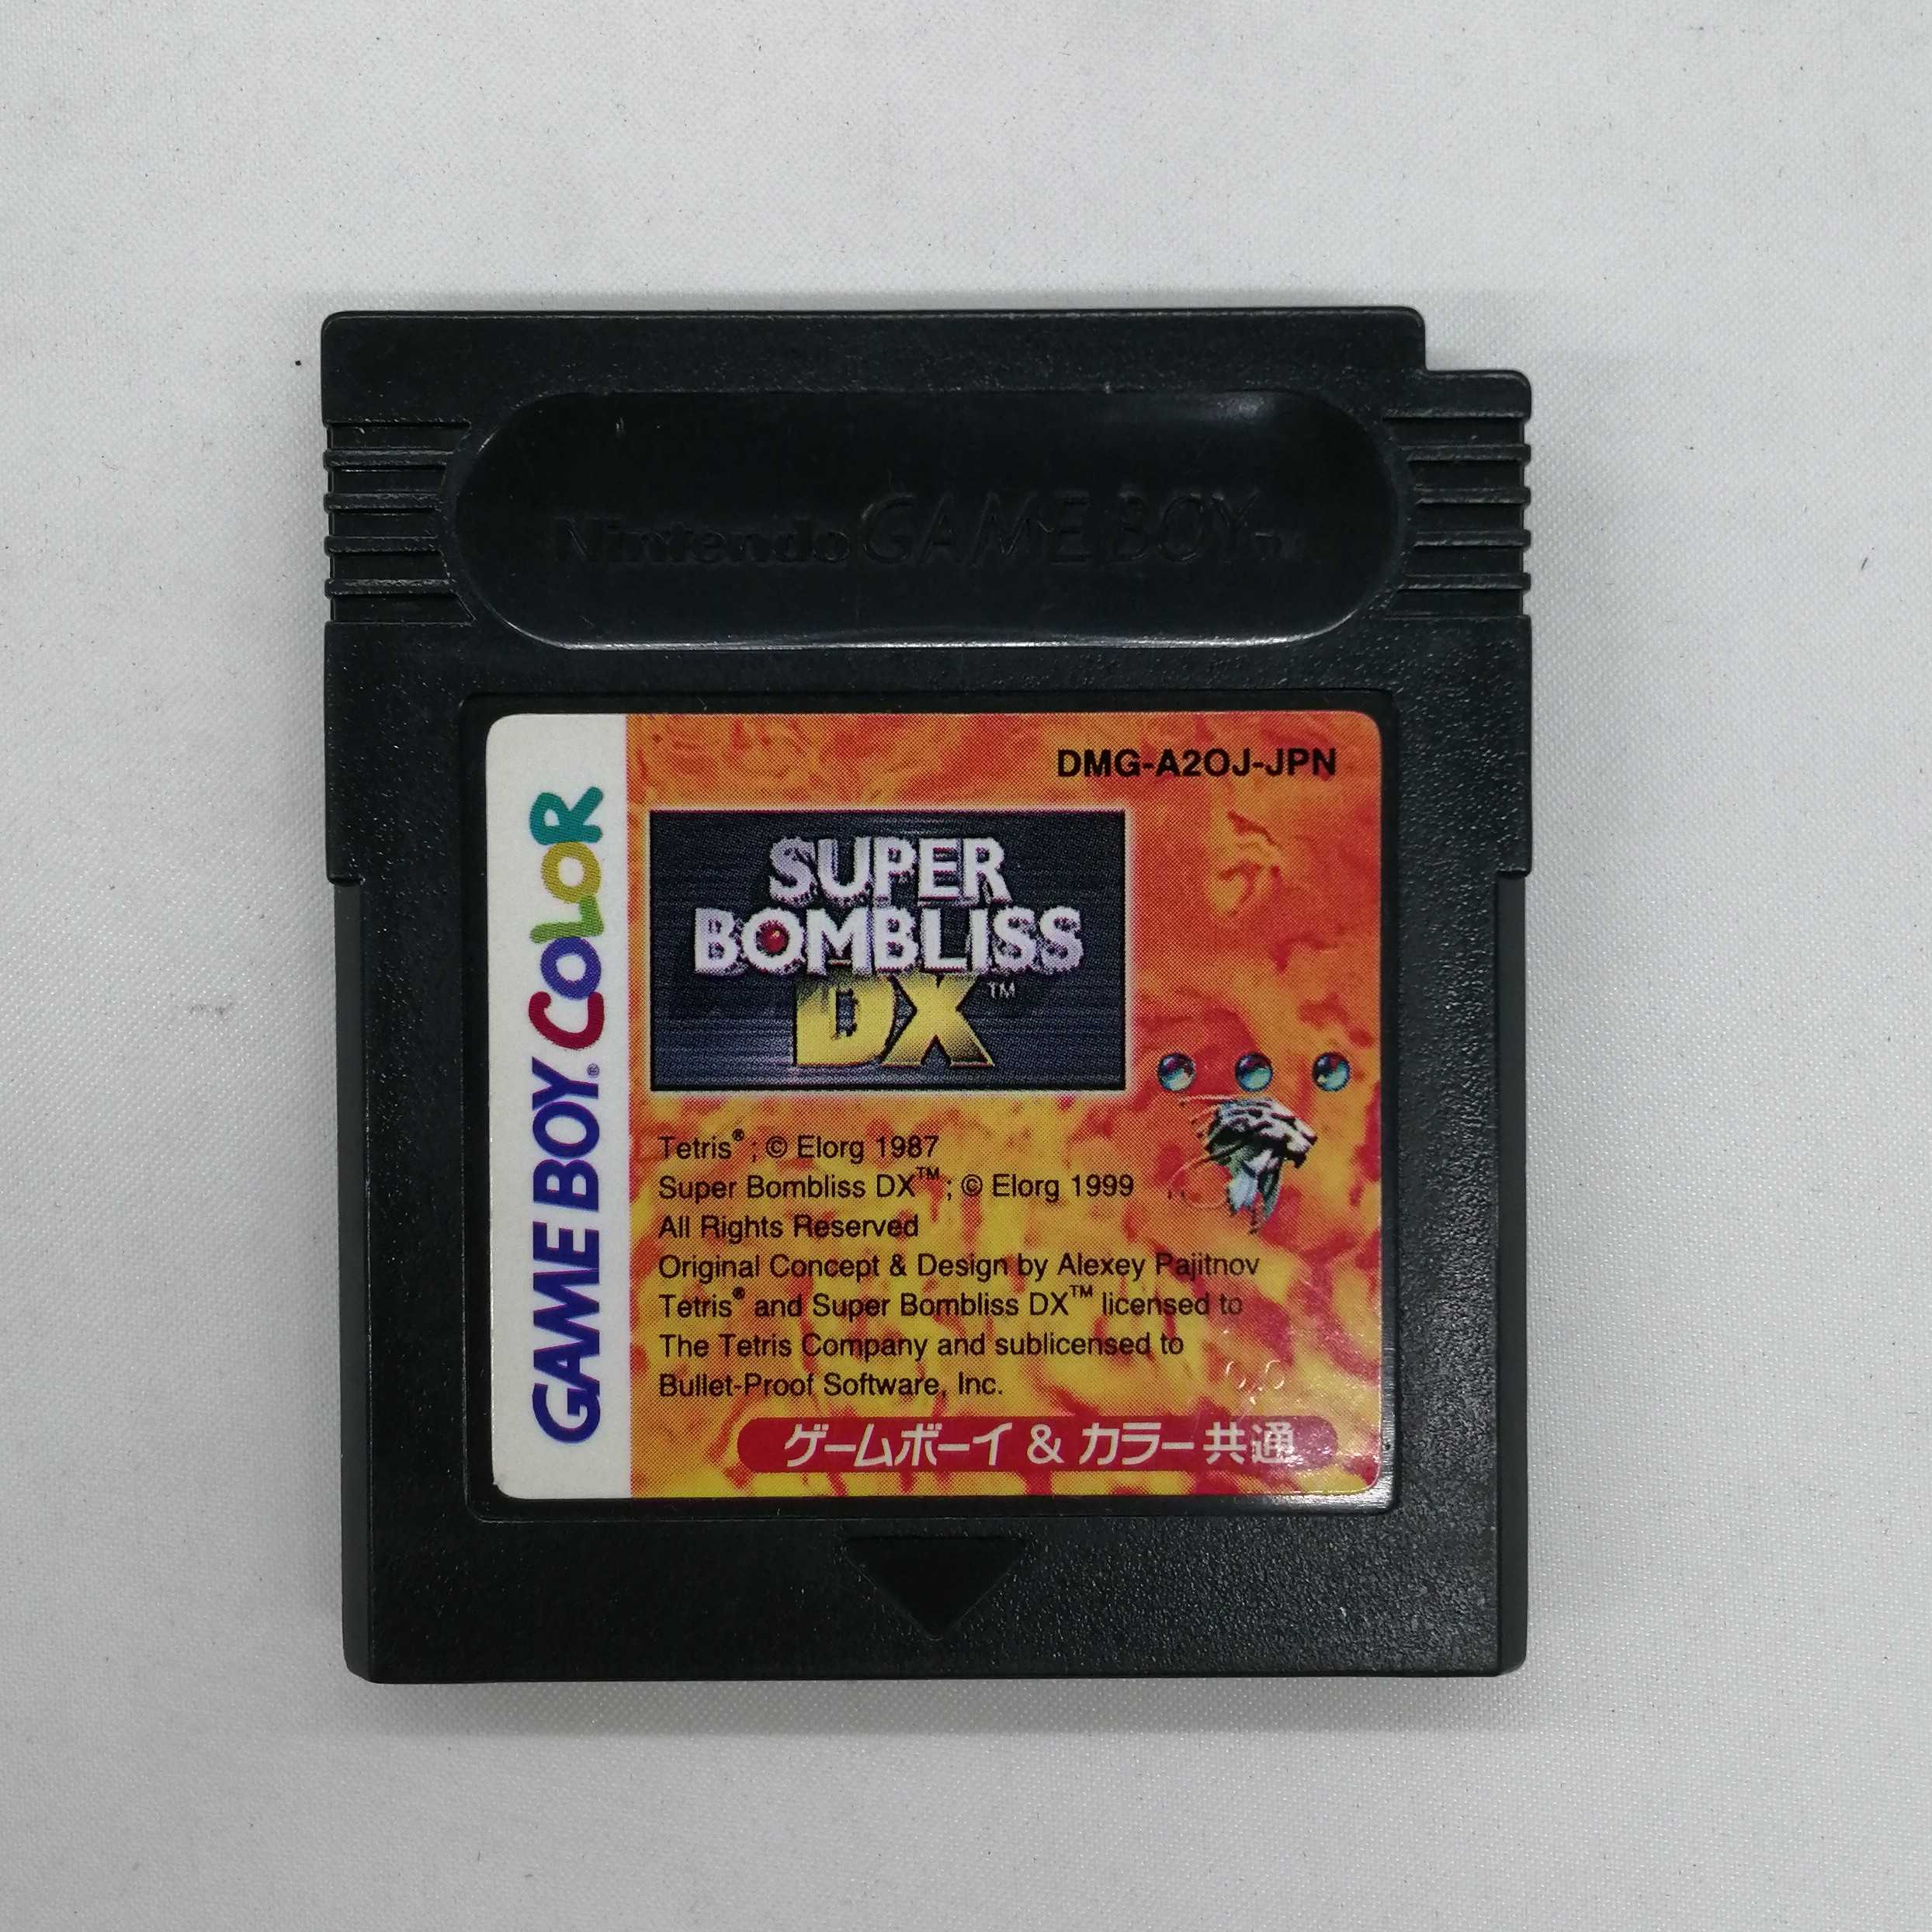 Nintendo GAME BOY TM
GAME BOY® COLOR
DMG-A2OJ-JPN
SUPER
BOMBLISS
DX™
Tetris®; © Elorg 1987
Super Bombliss DX™; © Elorg 1999
All Rights Reserved
Original Concept & Design by Alexey Pajitnov
Tetris® and Super Bombliss DX™ licensed to
The Tetris Company and sublicensed to
Bullet-Proof Software, Inc.
ゲームボーイ & カラー 共通